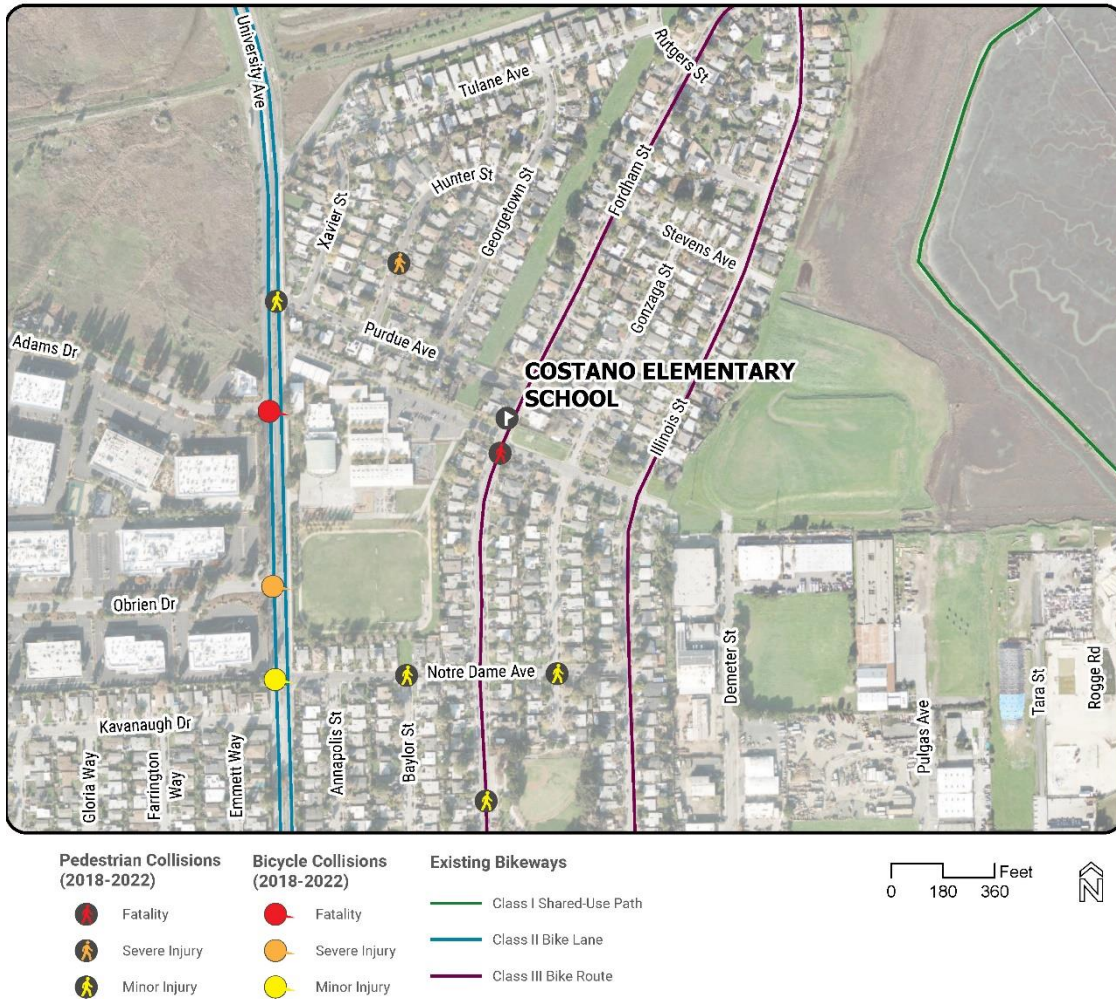 University Ave
Tulane Ave
Rutgers St
Hunter St
Georgetown St
Fordham St
Xavier St
Stevens Ave
Gonzaga St
Purdue Ave
Adams Dr
COSTANO ELEMENTARY
SCHOOL
Illinois St
Obrien Dr
Notre Dame Ave
Demeter St
Tara St
Rogge Rd
Kavanaugh Dr
Annapolis St
Baylor St
Pulgas Ave
Gloria Way
Farrington
Way
Emmett Way
Pedestrian Collisions
(2018-2022)
Fatality
Severe Injury
Minor Injury
Bicycle Collisions
(2018-2022)
Fatality
Severe Injury
Minor Injury
Existing Bikeways
Class I Shared-Use Path
Class II Bike Lane
Class III Bike Route
Feet
0 180 360
N